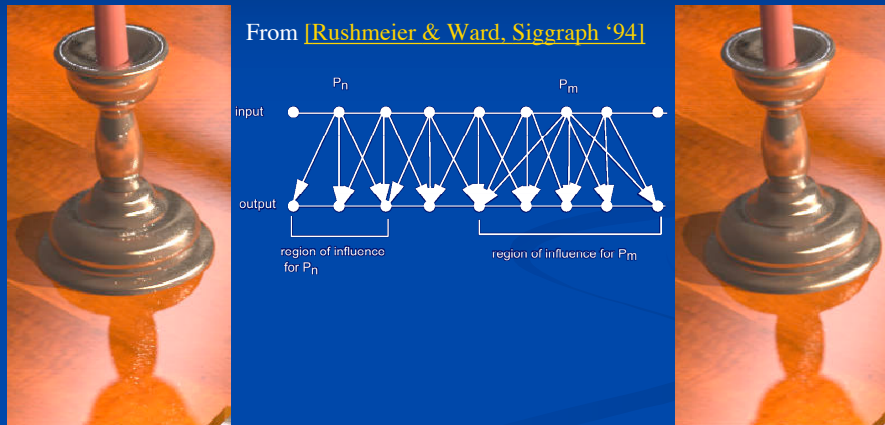 From [Rushmeier & Ward, Siggraph ‘94]
Pn
Pm
input
output
region of influence
for Pn
region of influence for Pm